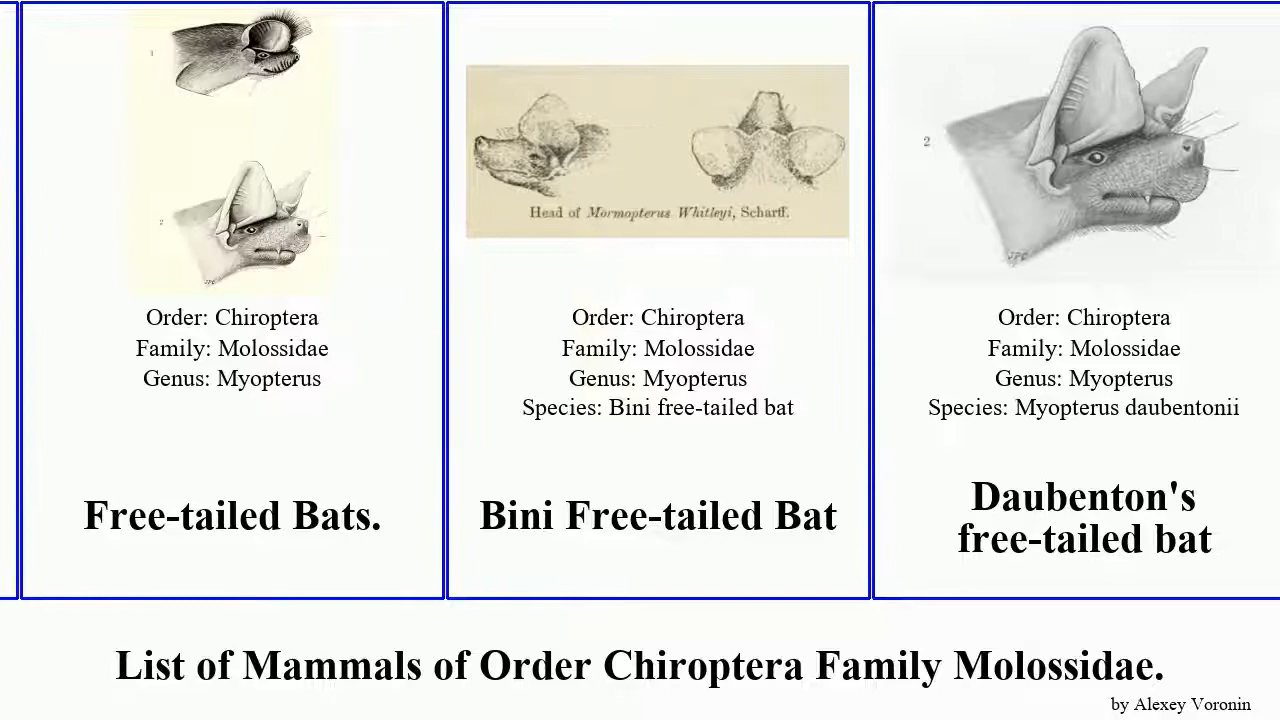 1
2
JPC
Order: Chiroptera
Family: Molossidae
Genus: Myopterus
Free-tailed Bats.
Head of Mormopterus Whitleyi, Scharff.
Order: Chiroptera
Family: Molossidae
Genus: Myopterus
Species: Bini free-tailed bat
Bini Free-tailed Bat
2
JPC
Order: Chiroptera
Family: Molossidae
Genus: Myopterus
Species: Myopterus daubentonii
Daubenton's
free-tailed bat
List of Mammals of Order Chiroptera Family Molossidae.
by Alexey Voronin